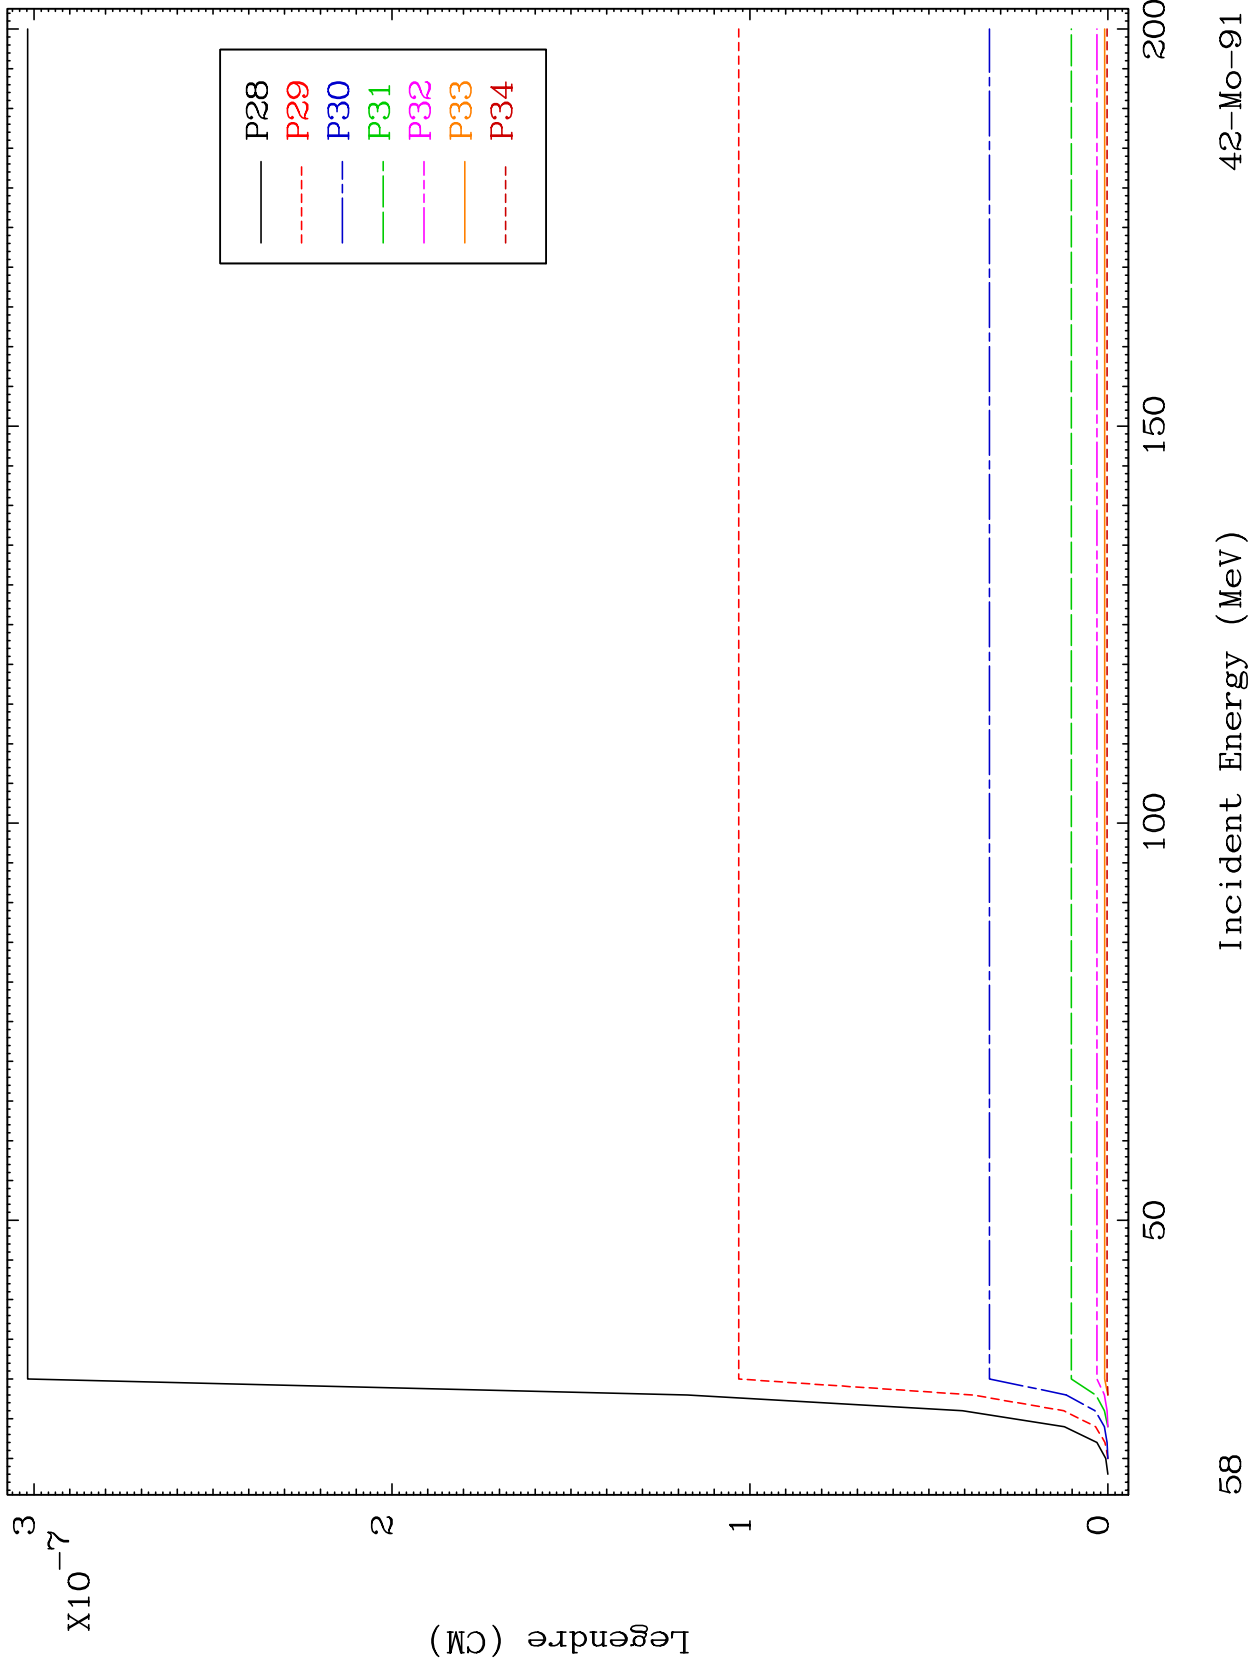 X10
-7
3
2
1
0
Legendre (CM)
P28
P29
P30
P31
P32
P33
P34
50
100
150
200
Incident Energy (MeV)
58
42-Mo-91